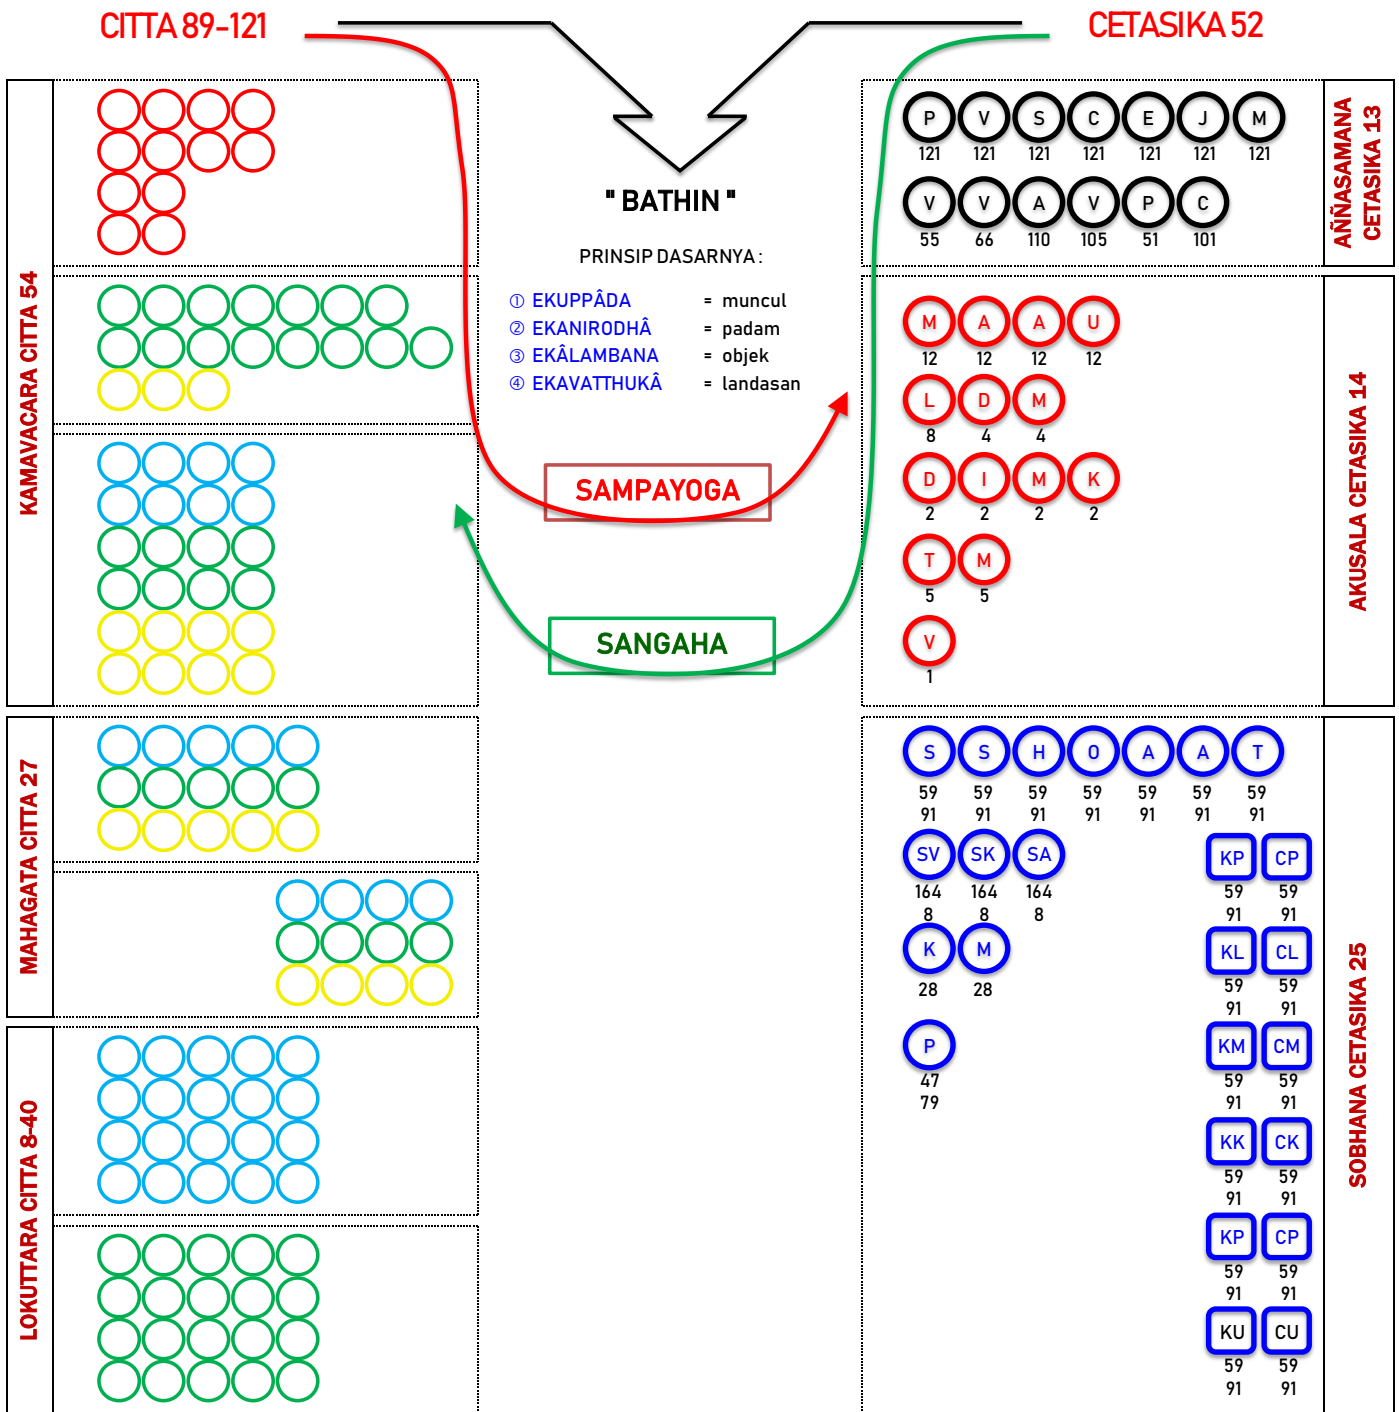 CITTA 89-121
CETASIKA 52
" BATHIN "
PRINSIP DASARNYA :
① EKUPPÂDA = muncul
② EKANIRODHÂ = padam
③ EKÂLAMBANA = objek
④ EKAVATTHUKÂ = landasan
SAMPAYOGA
SANGAHA
KAMAVACARA CITTA 54
MAHAGATA CITTA 27
LOKUTTARA CITTA 8-40
AÑÑASAMANA
CETASIKA 13
P V S C E J M
121 121 121 121 121 121 121
V V A V P C
55 66 110 105 51 101
AKUSALA CETASIKA 14
M A A U
12 12 12 12
L D M
8 4 4
D I M K
2 2 2 2
T M
5 5
V
1
SOBHANA CETASIKA 25
S S H O A A T
59 59 59 59 59 59 59
91 91 91 91 91 91 91
SV SK SA
164 164 164
8 8 8
K M
28 28
P
47
79
KP CP
59 59
91 91
KL CL
59 59
91 91
KM CM
59 59
91 91
KK CK
59 59
91 91
KP CP
59 59
91 91
KU CU
59 59
91 91